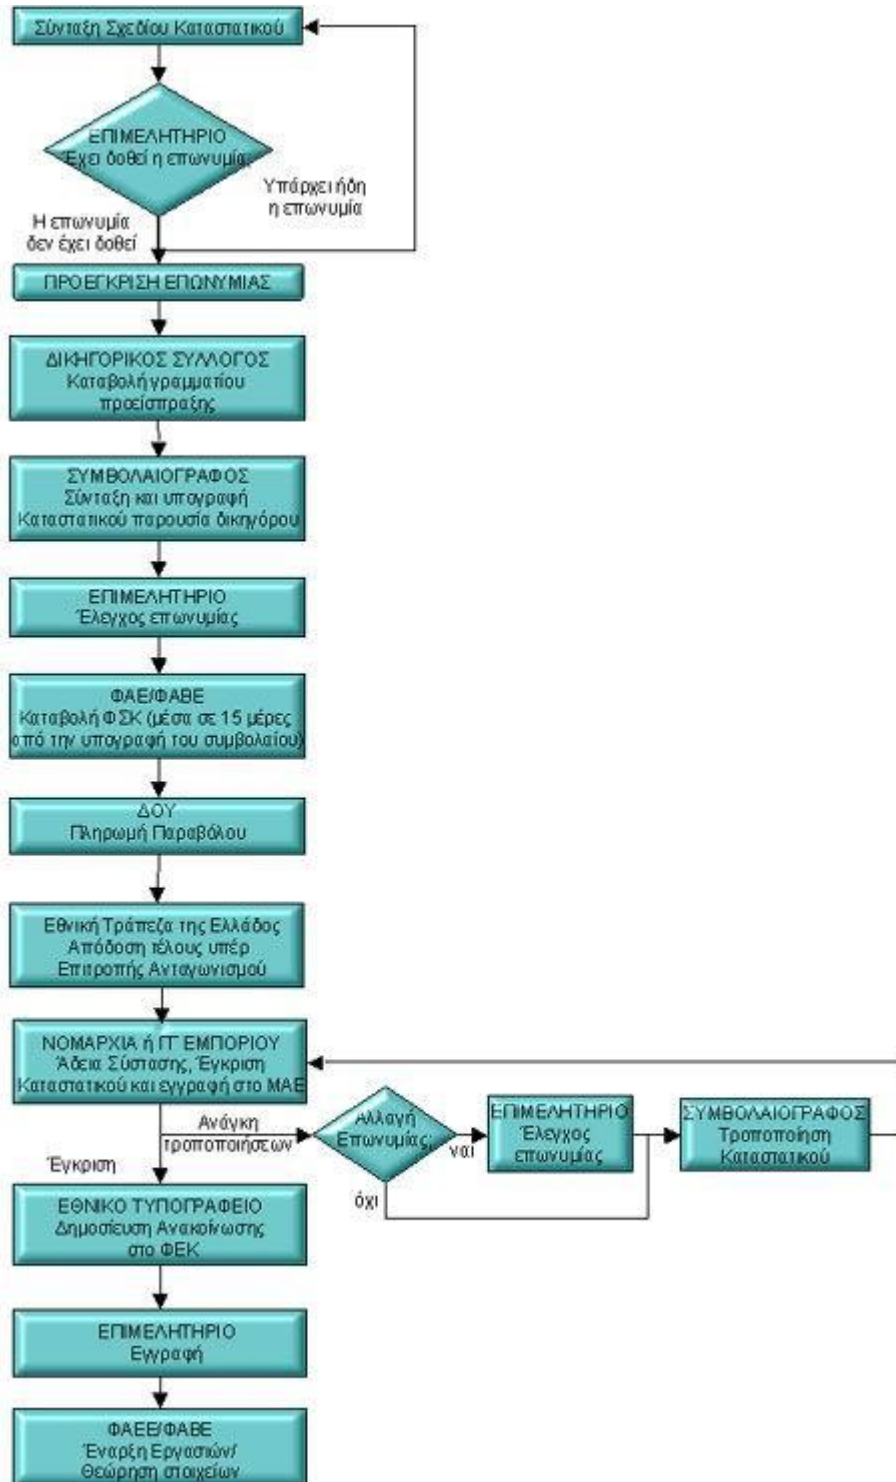 Σύνταξη Σχεδίου Καταστατικού
ΕΠΙΜΕΛΗΤΗΡΙΟ
Έχει δοθεί η επωνυμία;
Υπάρχει ήδη
η επωνυμία
Η επωνυμία
δεν έχει δοθεί
ΠΡΟΕΓΚΡΙΣΗ ΕΠΩΝΥΜΙΑΣ
ΔΙΚΗΓΟΡΙΚΟΣ ΣΥΛΛΟΓΟΣ
Καταβολή γραμματίου
προείσπραξης
ΣΥΜΒΟΛΑΙΟΓΡΑΦΟΣ
Σύνταξη και υπογραφή
Καταστατικού παρουσία δικηγόρου
ΕΠΙΜΕΛΗΤΗΡΙΟ
Έλεγχος επωνυμίας
ΦΑΕ/ΦΑΒΕ
Καταβολή ΦΣΚ (μέσα σε 15 μέρες
από την υπογραφή του συμβολαίου)
ΔΟΥ
Πληρωμή Παραβόλου
Εθνική Τράπεζα της Ελλάδος
Απόδοση τέλους υπέρ
Επιτροπής Ανταγωνισμού
ΝΟΜΑΡΧΙΑ ή ΓΓ ΕΜΠΟΡΙΟΥ
Άδεια Σύστασης, Έγκριση
Καταστατικού και εγγραφή στο ΜΑΕ
Ανάγκη
τροποποιήσεων
Αλλαγή
Επωνυμίας;
ναι
όχι
ΕΠΙΜΕΛΗΤΗΡΙΟ
Έλεγχος
επωνυμίας
ΣΥΜΒΟΛΑΙΟΓΡΑΦΟΣ
Τροποποίηση
Καταστατικού
Έγκριση
ΕΘΝΙΚΟ ΤΥΠΟΓΡΑΦΕΙΟ
Δημοσίευση Ανακοίνωσης
στο ΦΕΚ
ΕΠΙΜΕΛΗΤΗΡΙΟ
Εγγραφή
ΦΑΕΕ/ΦΑΒΕ
Έναρξη Εργασιών/
Θεώρηση στοιχείων